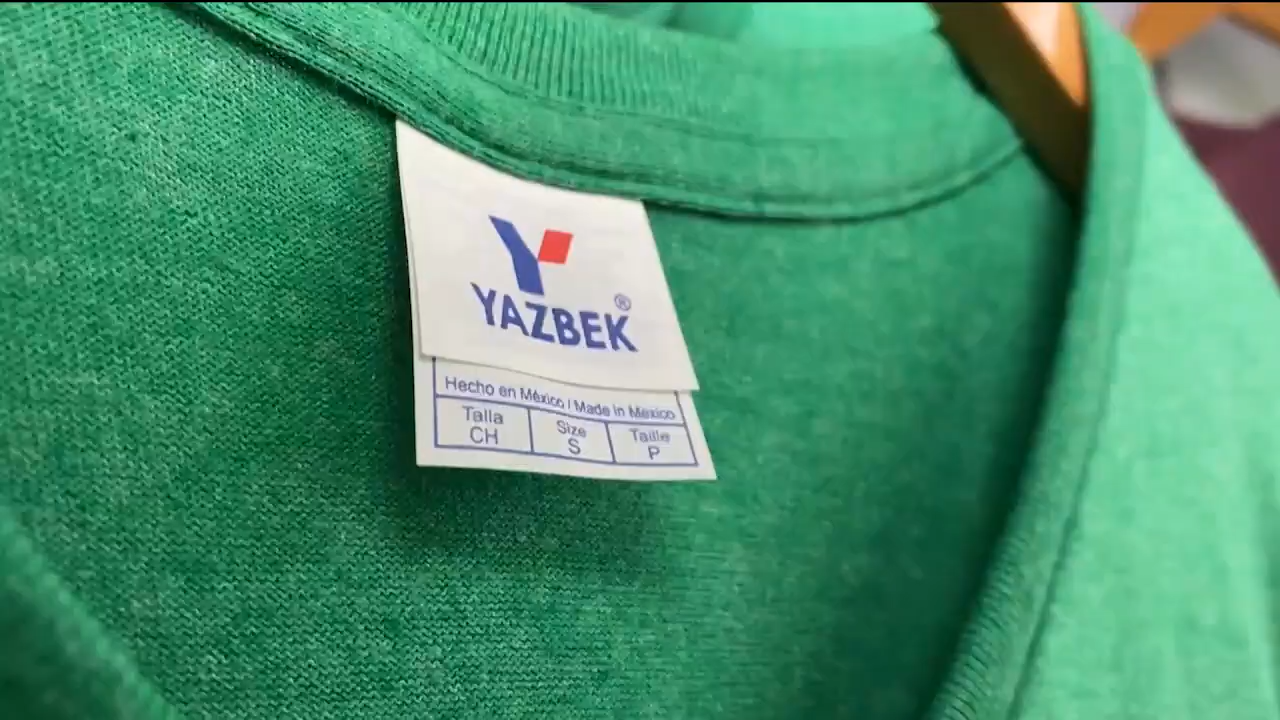 Y
YAZBEK®
Hecho en México / Made in Mexico
Talla Size Taille
CH S P